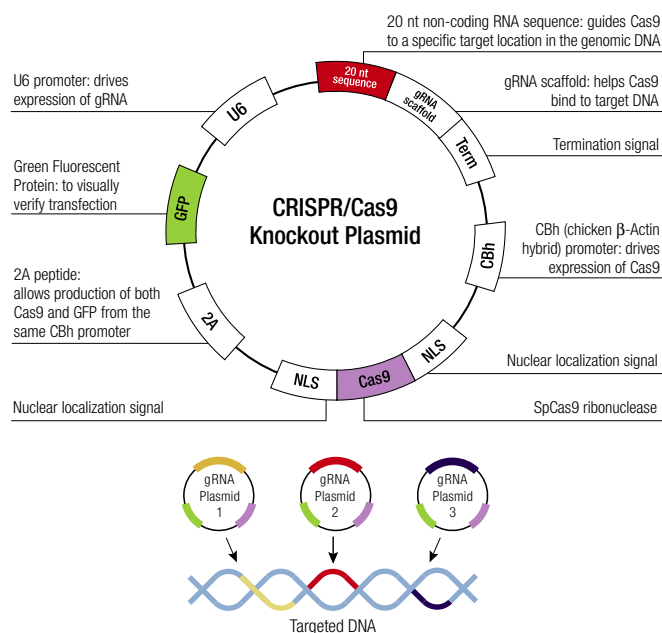 20 nt non-coding RNA sequence: guides Cas9
to a specific target location in the genomic DNA
U6 promoter: drives
expression of gRNA
20 nt
sequence
gRNA
scaffold
gRNA scaffold: helps Cas9
bind to target DNA
U6
Term
Termination signal
Green Fluorescent
Protein: to visually
verify transfection
GFP
CRISPR/Cas9
Knockout Plasmid
CBh
CBh (chicken β-Actin
hybrid) promoter: drives
expression of Cas9
2A peptide:
allows production of both
Cas9 and GFP from the
same CBh promoter
2A
NLS
Cas9
NLS
Nuclear localization signal
Nuclear localization signal
SpCas9 ribonuclease
gRNA
Plasmid
1
gRNA
Plasmid
2
gRNA
Plasmid
3
Targeted DNA